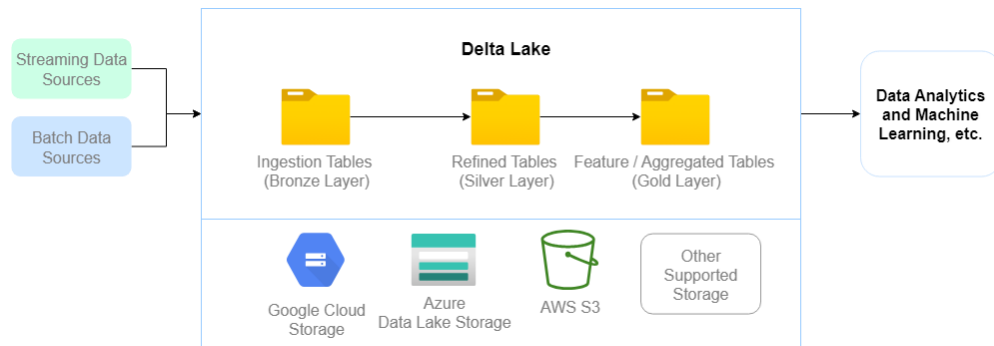 Streaming Data
Sources
Batch Data
Sources
Delta Lake
Ingestion Tables
(Bronze Layer)
Refined Tables
(Silver Layer)
Feature / Aggregated Tables
(Gold Layer)
Data Analytics
and Machine
Learning, etc.
Google Cloud
Storage
Azure
Data Lake Storage
AWS S3
Other
Supported
Storage